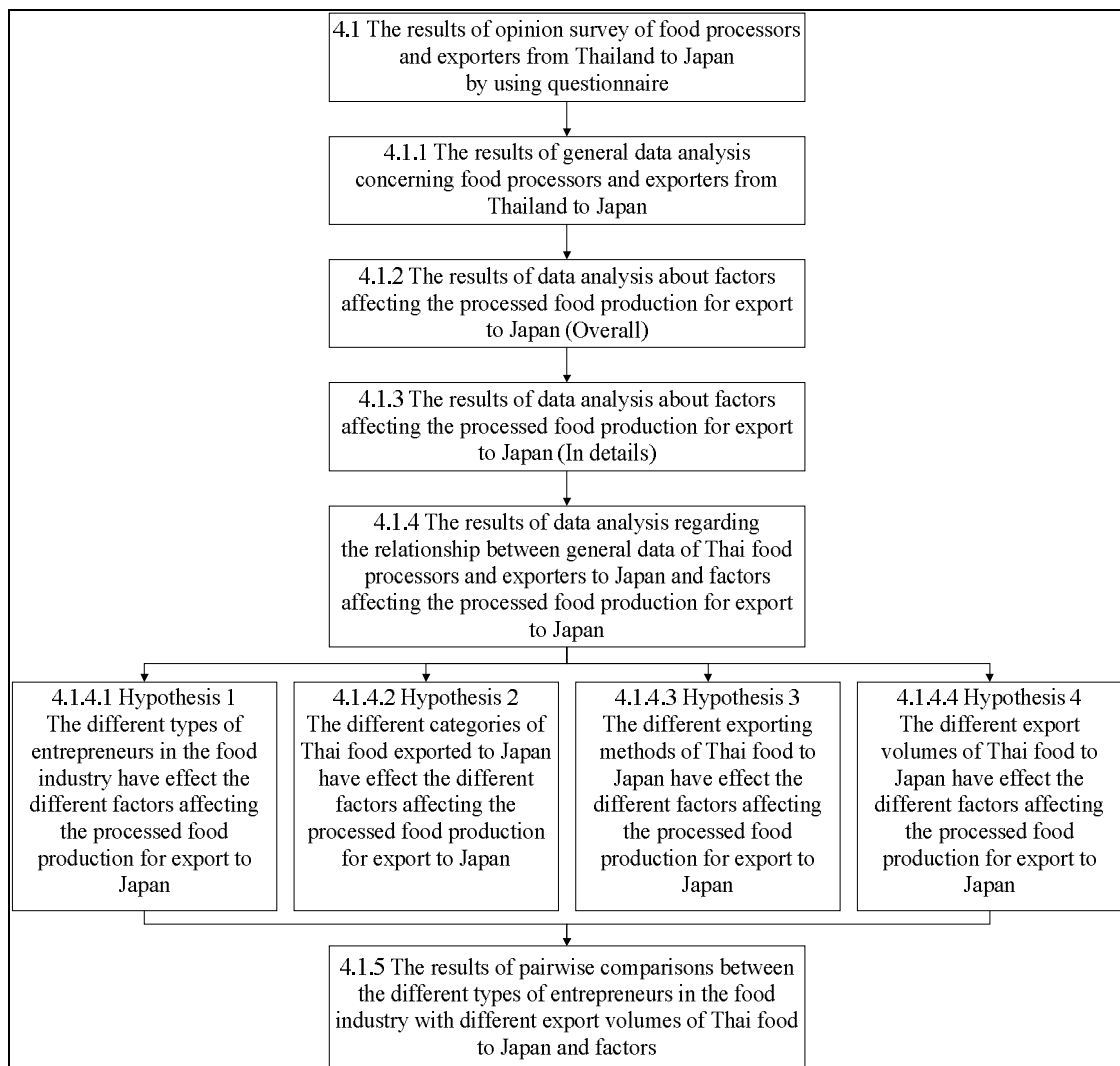 4.1 The results of opinion survey of food processors
and exporters from Thailand to Japan
by using questionnaire
4.1.1 The results of general data analysis
concerning food processors and exporters from
Thailand to Japan
4.1.2 The results of data analysis about factors
affecting the processed food production for export
to Japan (Overall)
4.1.3 The results of data analysis about factors
affecting the processed food production for export
to Japan (In details)
4.1.4 The results of data analysis regarding
the relationship between general data of Thai food
processors and exporters to Japan and factors
affecting the processed food production for export
to Japan
4.1.4.1 Hypothesis 1
The different types of
entrepreneurs in the food
industry have effect the
different factors affecting
the processed food
production for export to
Japan
4.1.4.2 Hypothesis 2
The different categories of
Thai food exported to Japan
have effect the different
factors affecting the
processed food production
for export to Japan
4.1.4.3 Hypothesis 3
The different exporting
methods of Thai food to
Japan have effect the
different factors affecting
the processed food
production for export to
Japan
4.1.4.4 Hypothesis 4
The different export
volumes of Thai food to
Japan have effect the
different factors affecting
the processed food
production for export to
Japan
4.1.5 The results of pairwise comparisons between
the different types of entrepreneurs in the food
industry with different export volumes of Thai food
to Japan and factors